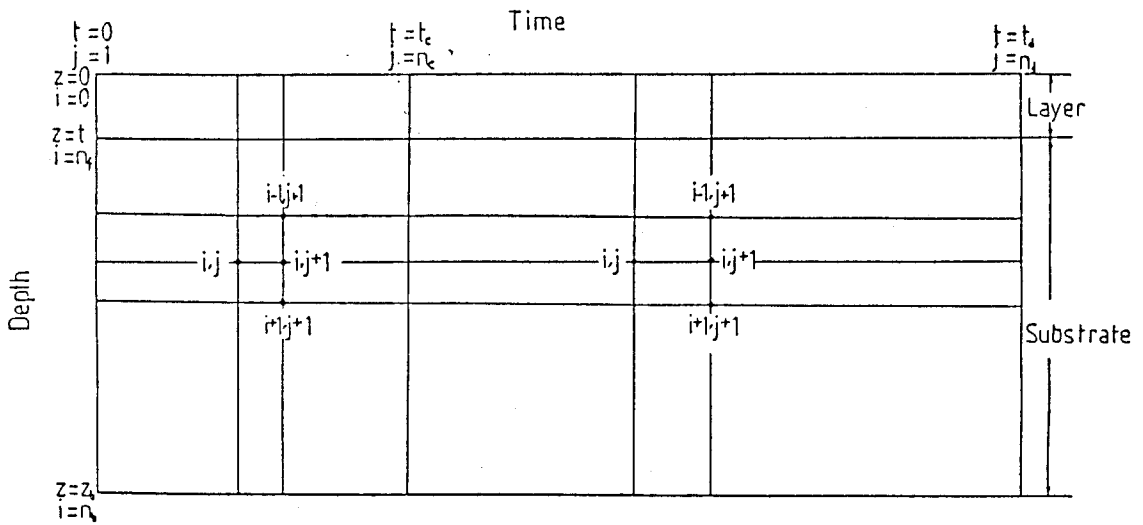 Time
t=0
j=1
t=t_c
j=n_c
t=t_d
j=n_d
z=0
i=0
Layer
z=t
i=n_t
i-1,j+1
i-1,j+1
i,j
i,j+1
i,j
i,j+1
i+1,j+1
i+1,j+1
Depth
Substrate
z=z_s
i=n_s